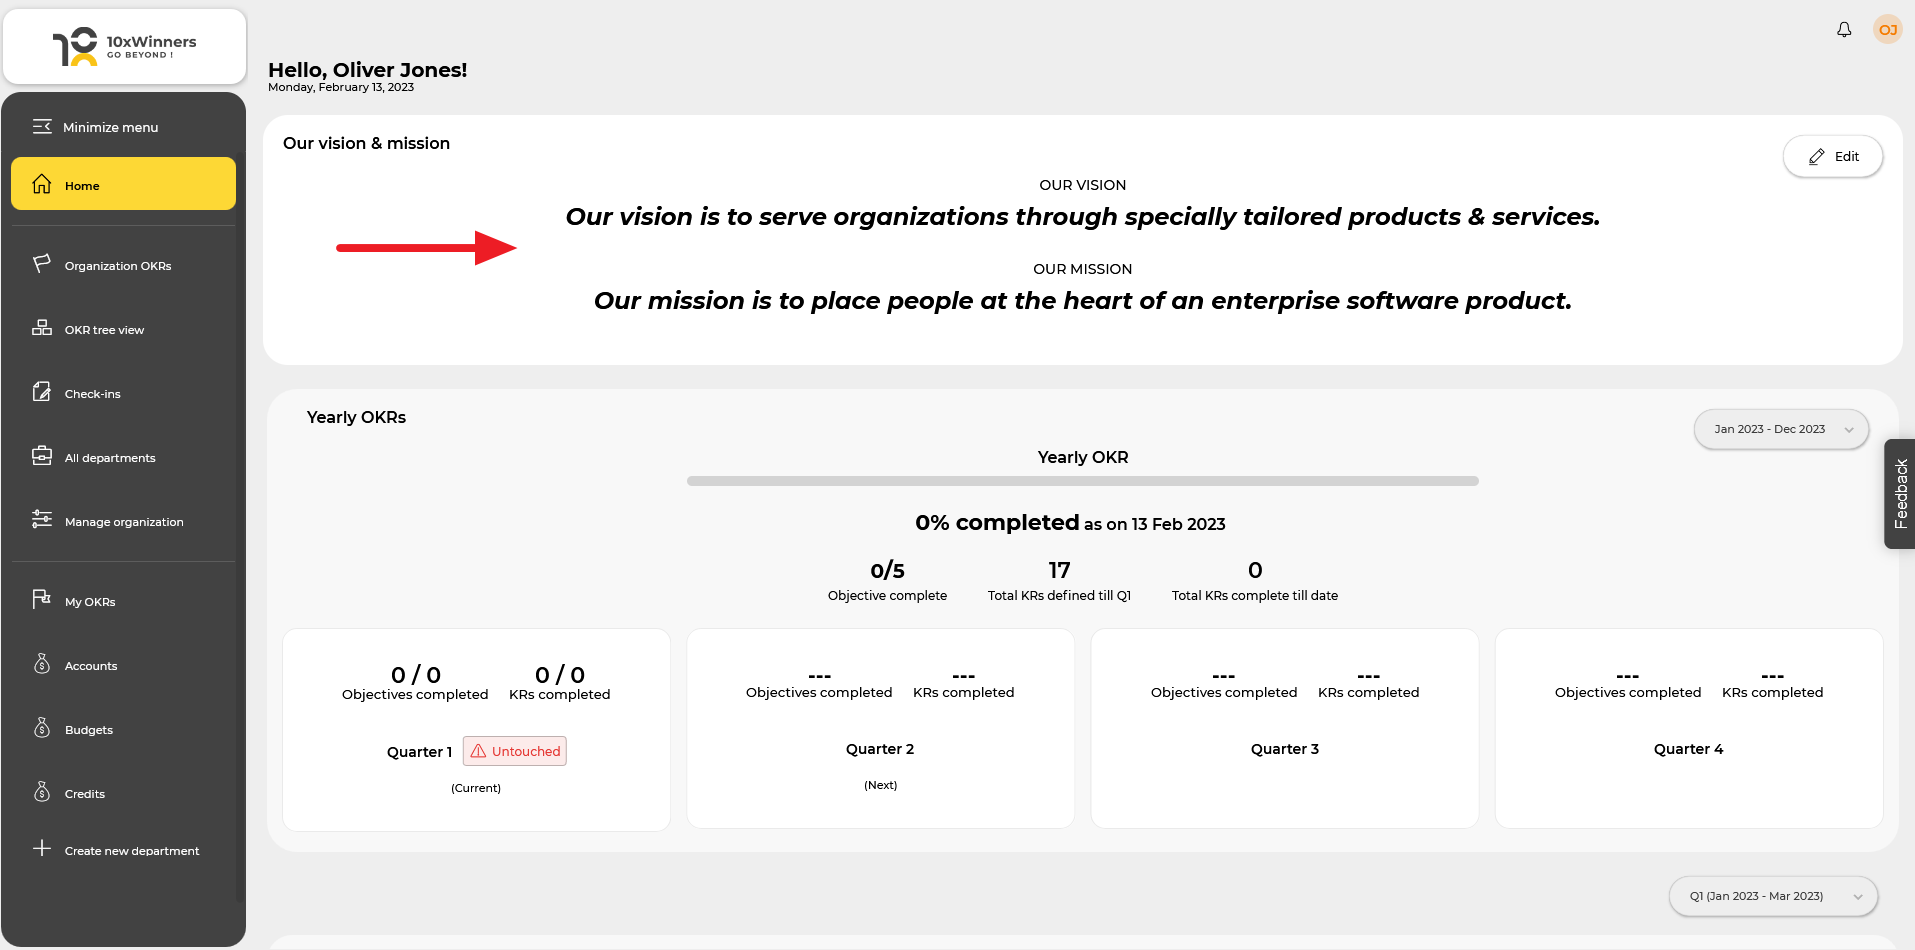 10xWinners
GO BEYOND !
OJ
Hello, Oliver Jones!
Monday, February 13, 2023
Minimize menu
Home
Organization OKRs
OKR tree view
Check-ins
All departments
Manage organization
My OKRs
Accounts
Budgets
Credits
Create new department
Our vision & mission
Edit
OUR VISION
Our vision is to serve organizations through specially tailored products & services.
OUR MISSION
Our mission is to place people at the heart of an enterprise software product.
Yearly OKRs
Jan 2023 - Dec 2023
Yearly OKR
0% completed as on 13 Feb 2023
0/5 17 0
Objective complete Total KRs defined till Q1 Total KRs complete till date
0 / 0 0 / 0
Objectives completed KRs completed
Quarter 1 Untouched
(Current)
--- ---
Objectives completed KRs completed
Quarter 2
(Next)
--- ---
Objectives completed KRs completed
Quarter 3
--- ---
Objectives completed KRs completed
Quarter 4
Q1 (Jan 2023 - Mar 2023)
Feedback